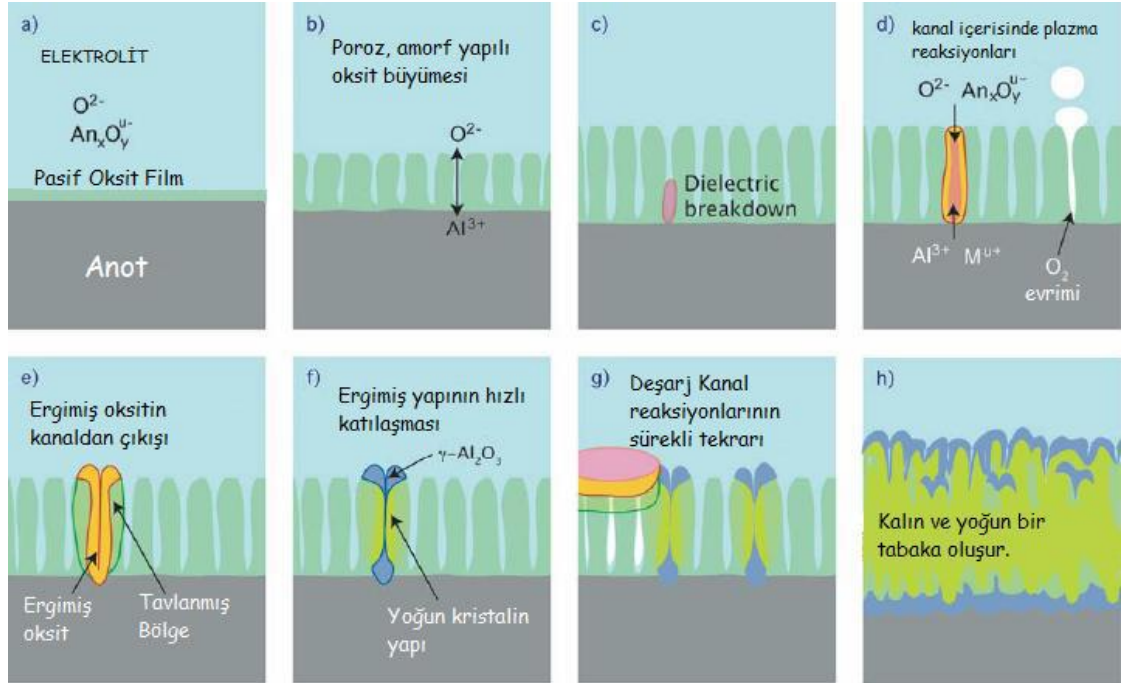 a)
ELEKTROLİT
O²⁻
AnₓOᵧᵘ⁻
Pasif Oksit Film
Anot
b)
Poroz, amorf yapılı
oksit büyümesi
O²⁻
Al³⁺
c)
Dielectric
breakdown
d)
kanal içerisinde plazma
reaksiyonları
O²⁻ AnₓOᵧᵘ⁻
Al³⁺ Mᵘ⁺
O₂
evrimi
e)
Ergimiş oksitin
kanaldan çıkışı
Ergimiş
oksit
Tavlanmış
Bölge
f)
Ergimiş yapının hızlı
katılaşması
γ-Al₂O₃
Yoğun kristalin
yapı
g)
Deşarj Kanal
reaksiyonlarının
sürekli tekrarı
h)
Kalın ve yoğun bir
tabaka oluşur.